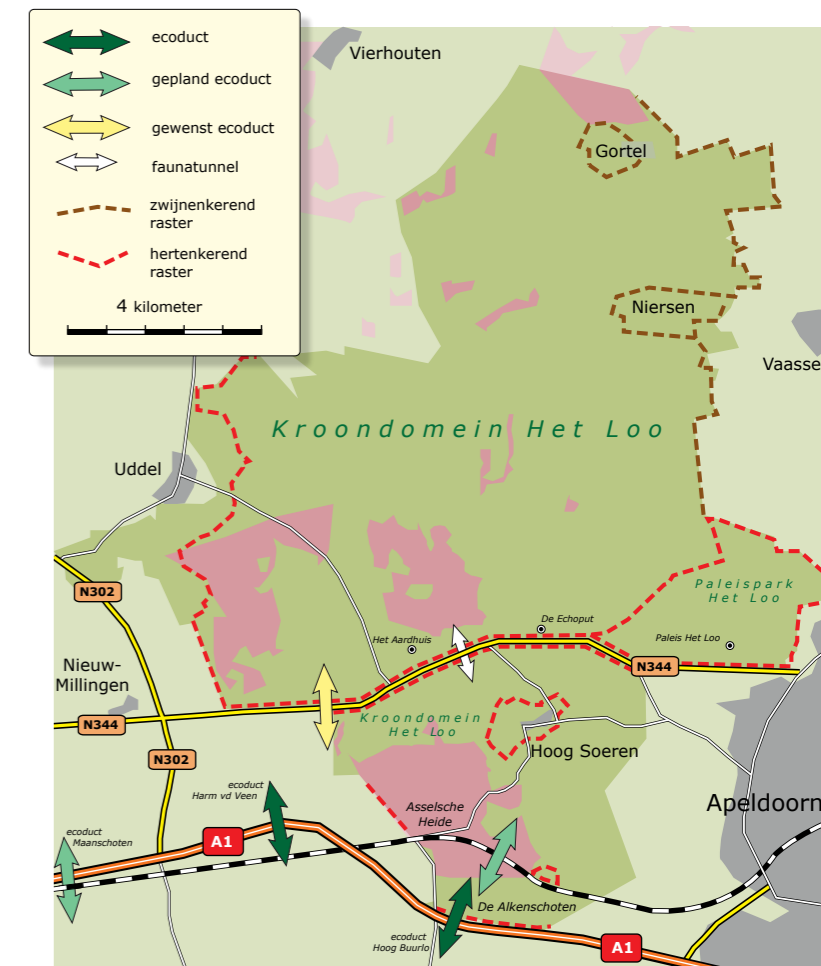 ecoduct
gepland ecoduct
gewenst ecoduct
faunatunnel
zwijnenkerend
raster
hertenkerend
raster
4 kilometer
Vierhouten
Gortel
Niersen
Vaasse
Kroondomein Het Loo
Uddel
N302
Paleispark
Het Loo
De Echoput
Het Aardhuis
Paleis Het Loo
N344
Nieuw-
Millingen
N344
Kroondomein
Het Loo
N302
Hoog Soeren
ecoduct
Harm vd Veen
Asselsche
Heide
Apeldoorn
ecoduct
Maanschoten
A1
De Alkenschoten
ecoduct
Hoog Buurlo
A1